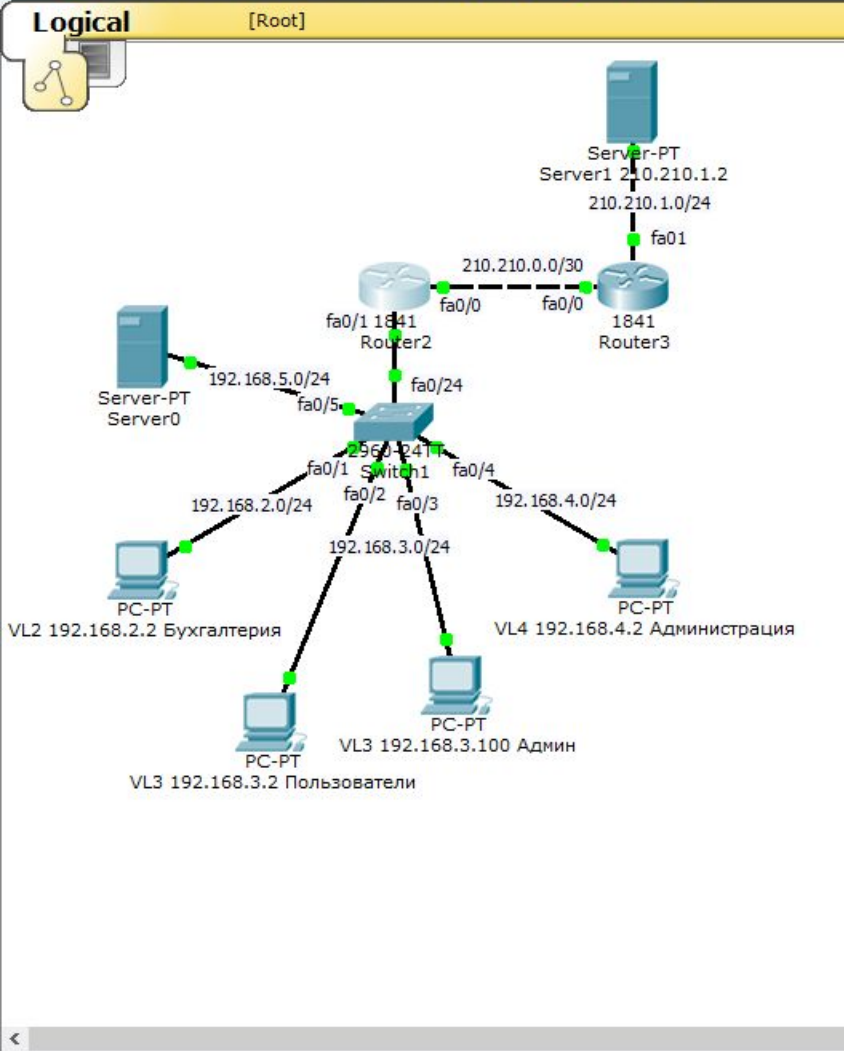 Logical
[Root]
Server-PT
Server1 210.210.1.2
210.210.1.0/24
fa01
210.210.0.0/30
fa0/0
fa0/0
fa0/1 1841
Router2
1841
Router3
192.168.5.0/24
Server-PT
Server0
fa0/24
fa0/5
2960-24TT
Switch1
fa0/1
fa0/2
fa0/3
fa0/4
192.168.2.0/24
192.168.4.0/24
192.168.3.0/24
PC-PT
VL2 192.168.2.2 Бухгалтерия
PC-PT
VL4 192.168.4.2 Администрация
PC-PT
VL3 192.168.3.100 Админ
PC-PT
VL3 192.168.3.2 Пользователи